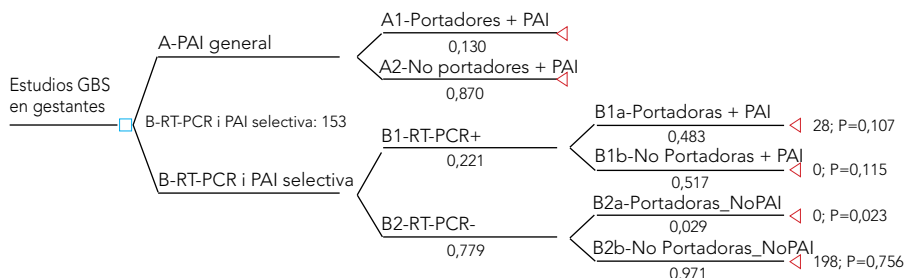 A1-Portadores + PAI
0,130
A-PAI general
A2-No portadores + PAI
0,870
Estudios GBS
en gestantes
B-RT-PCR i PAI selectiva: 153
B1a-Portadoras + PAI
0,483
28; P=0,107
B1-RT-PCR+
0,221
B1b-No Portadoras + PAI
0,517
0; P=0,115
B-RT-PCR i PAI selectiva
B2a-Portadoras_NoPAI
0,029
0; P=0,023
B2-RT-PCR-
0,779
B2b-No Portadoras_NoPAI
0,971
198; P=0,756